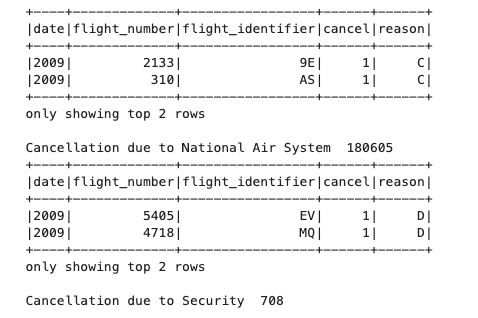 +----+-------------+-----------------+------+------+
|date|flight_number|flight_identifier|cancel|reason|
+----+-------------+-----------------+------+------+
|2009|         2133|               9E|     1|     C|
|2009|          310|               AS|     1|     C|
+----+-------------+-----------------+------+------+
only showing top 2 rows
Cancellation due to National Air System  180605
+----+-------------+-----------------+------+------+
|date|flight_number|flight_identifier|cancel|reason|
+----+-------------+-----------------+------+------+
|2009|         5405|               EV|     1|     D|
|2009|         4718|               MQ|     1|     D|
+----+-------------+-----------------+------+------+
only showing top 2 rows
Cancellation due to Security  708